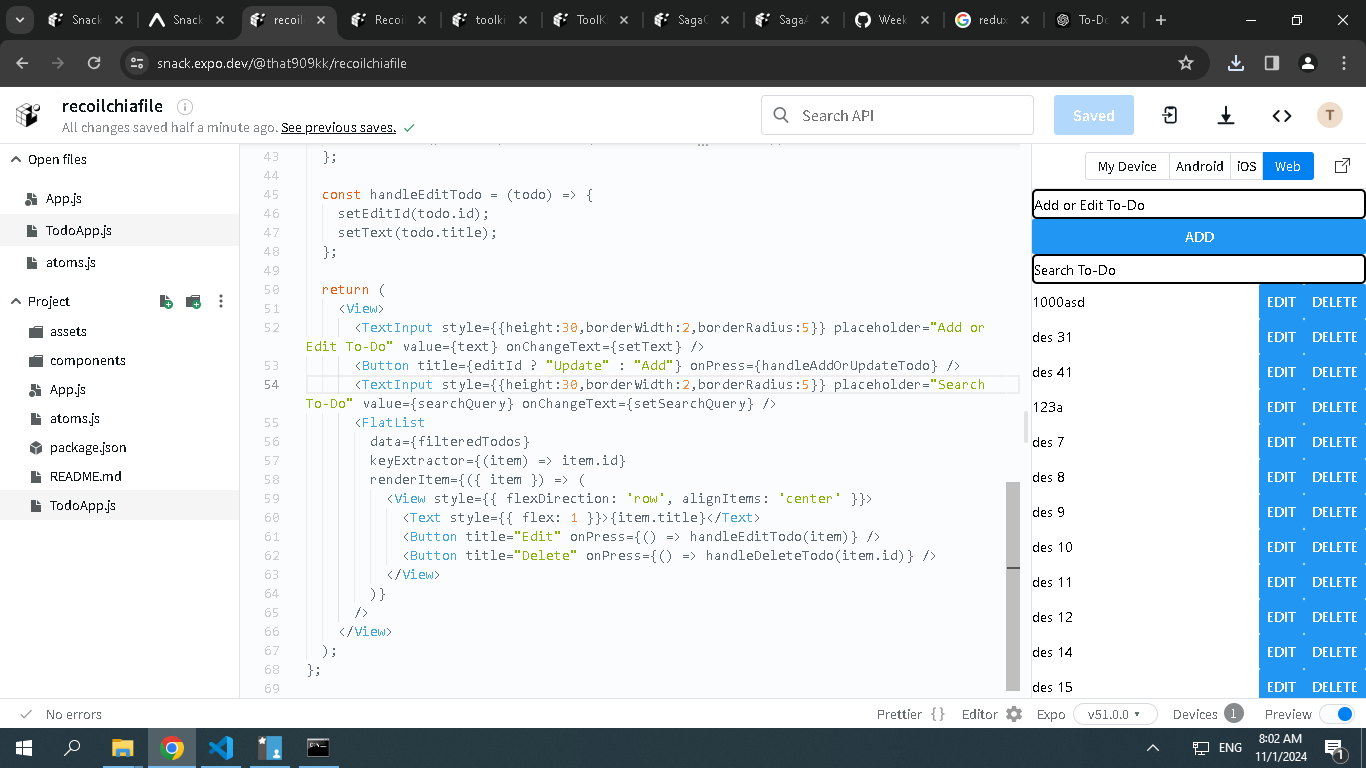 Snack
Snack
recoil
Recoi
toolki
ToolK
SagaC
SagaA
Week
redux
To-Do
snack.expo.dev/@that909kk/recoilchiafile
recoilchiafile
All changes saved half a minute ago. See previous saves.
Search API
Saved
T
Open files
App.js
TodoApp.js
atoms.js
Project
assets
components
App.js
atoms.js
package.json
README.md
TodoApp.js
43 };
44
45 const handleEditTodo = (todo) => {
46 setEditId(todo.id);
47 setText(todo.title);
48 };
49
50 return (
51 <View>
52 <TextInput style={{height:30,borderWidth:2,borderRadius:5}} placeholder="Add or
Edit To-Do" value={text} onChangeText={setText} />
53 <Button title={editId ? "Update" : "Add"} onPress={handleAddOrUpdateTodo} />
54 <TextInput style={{height:30,borderWidth:2,borderRadius:5}} placeholder="Search
To-Do" value={searchQuery} onChangeText={setSearchQuery} />
55 <FlatList
56 data={filteredTodos}
57 keyExtractor={(item) => item.id}
58 renderItem={({ item }) => (
59 <View style={{ flexDirection: 'row', alignItems: 'center' }}>
60 <Text style={{ flex: 1 }}>{item.title}</Text>
61 <Button title="Edit" onPress={() => handleEditTodo(item)} />
62 <Button title="Delete" onPress={() => handleDeleteTodo(item.id)} />
63 </View>
64 )}
65 />
66 </View>
67 );
68 };
69
My Device Android iOS Web
Add or Edit To-Do
ADD
Search To-Do
1000asd EDIT DELETE
des 31 EDIT DELETE
des 41 EDIT DELETE
123a EDIT DELETE
des 7 EDIT DELETE
des 8 EDIT DELETE
des 9 EDIT DELETE
des 10 EDIT DELETE
des 11 EDIT DELETE
des 12 EDIT DELETE
des 14 EDIT DELETE
des 15 EDIT DELETE
No errors
Prettier {}
Editor
Expo v51.0.0
Devices 1
Preview
ENG
8:02 AM
11/1/2024
1